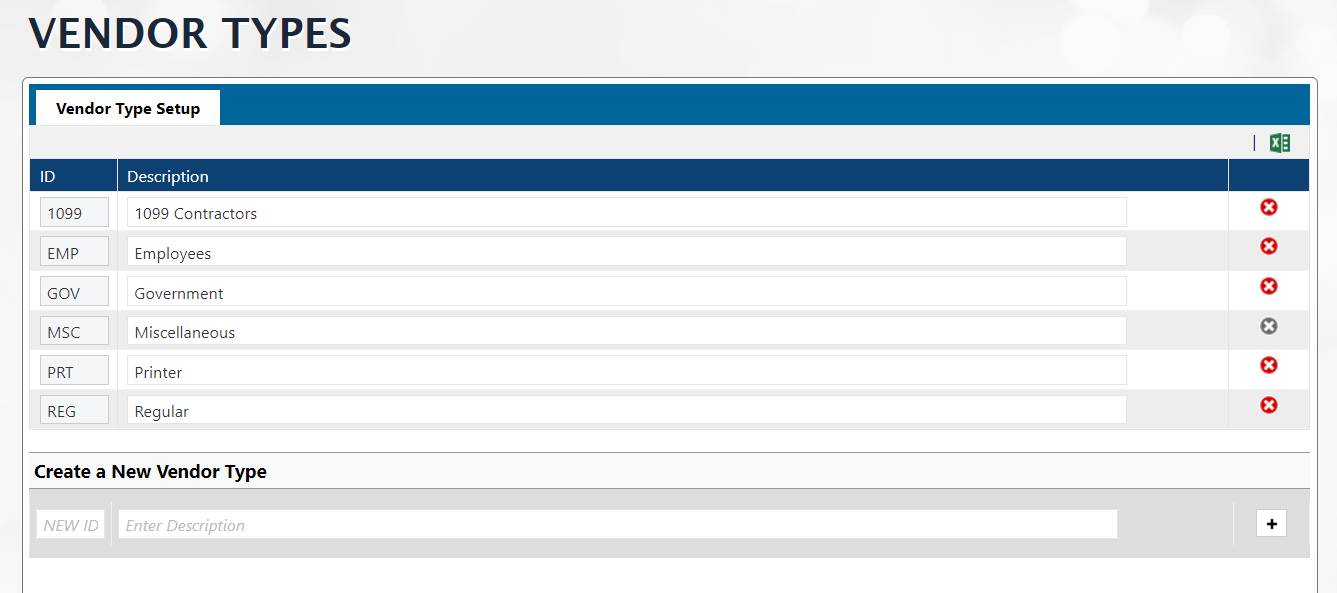 VENDOR TYPES
Vendor Type Setup
|
ID Description
1099 1099 Contractors
EMP Employees
GOV Government
MSC Miscellaneous
PRT Printer
REG Regular
Create a New Vendor Type
NEW ID Enter Description +